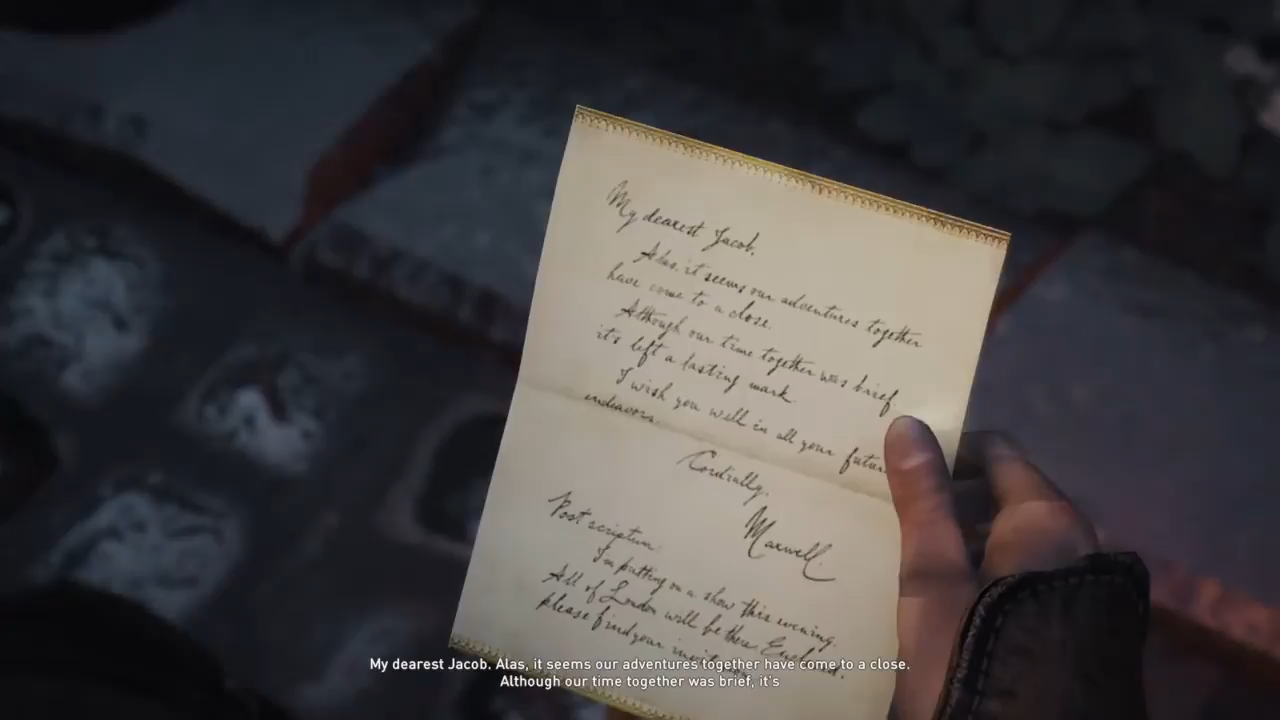 My dearest Jacob,
Alas, it seems our adventures together
have come to a close.
Although our time together was brief
it's left a lasting mark.
I wish you well in all your future
endeavors.
Cordially,
Maxwell.
Post scriptum:
I'm putting on a show this evening.
All of London will be there. Enclosed,
please find your
My dearest Jacob. Alas, it seems our adventures together have come to a close.
Although our time together was brief, it's